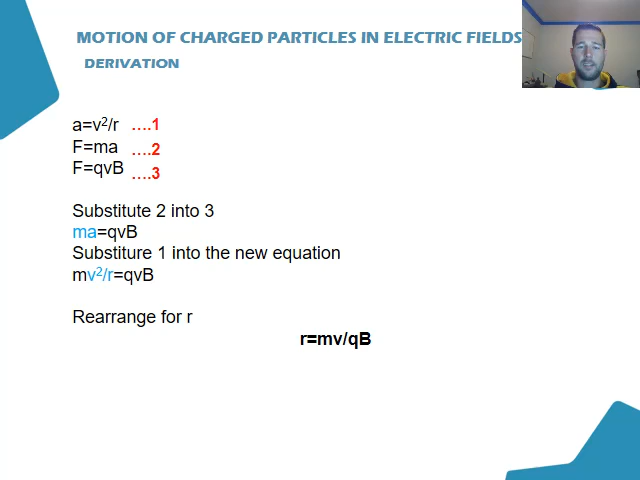 MOTION OF CHARGED PARTICLES IN ELECTRIC FIELDS
DERIVATION
a=v²/r ....1
F=ma ....2
F=qvB ....3
Substitute 2 into 3
ma=qvB
Substiture 1 into the new equation
mv²/r=qvB
Rearrange for r
r=mv/qB